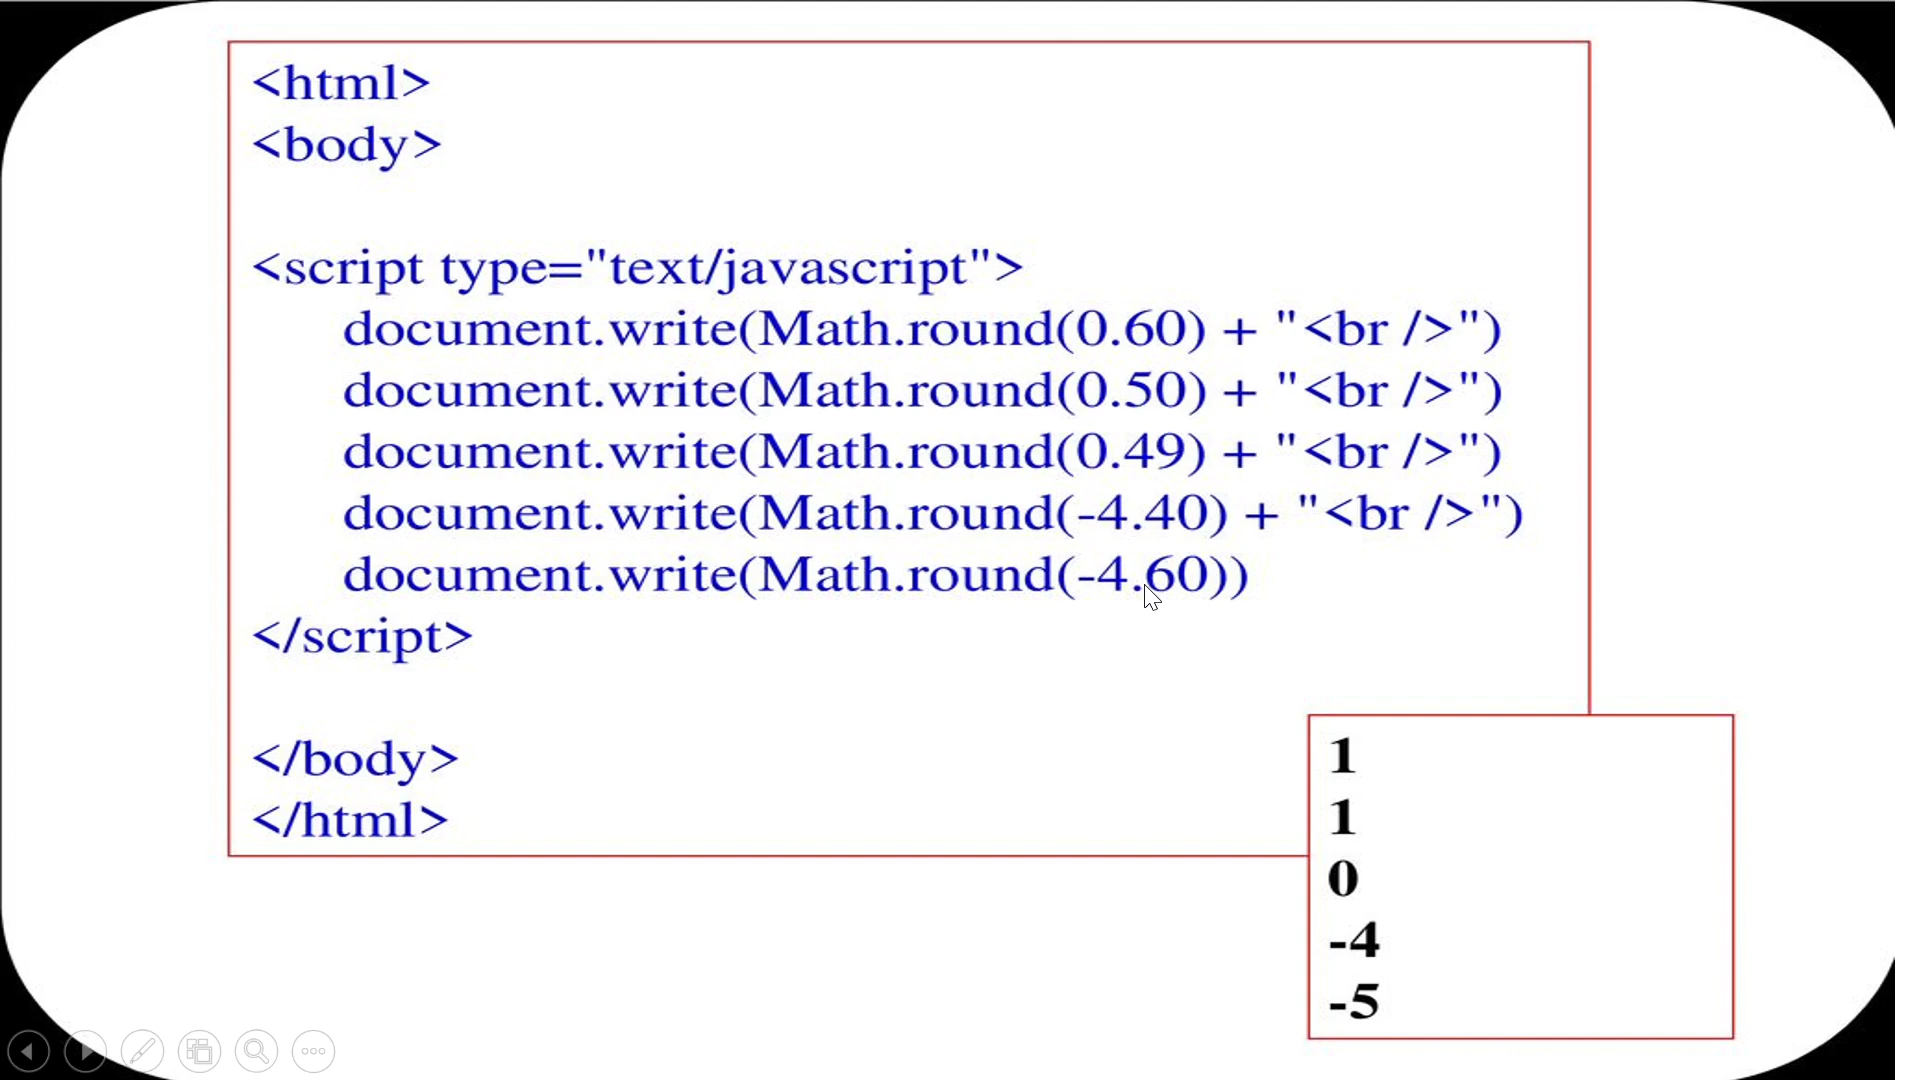 <html>
<body>
<script type="text/javascript">
document.write(Math.round(0.60) + "<br />")
document.write(Math.round(0.50) + "<br />")
document.write(Math.round(0.49) + "<br />")
document.write(Math.round(-4.40) + "<br />")
document.write(Math.round(-4.60))
</script>
</body>
</html>
1
1
0
-4
-5